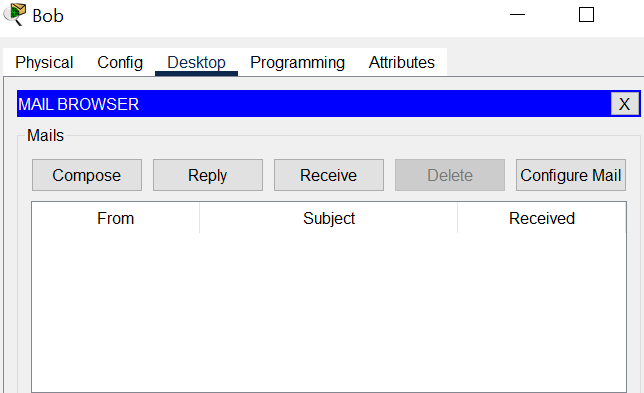 Bob
Physical Config Desktop Programming Attributes
MAIL BROWSER X
Mails
Compose Reply Receive Delete Configure Mail
From Subject Received